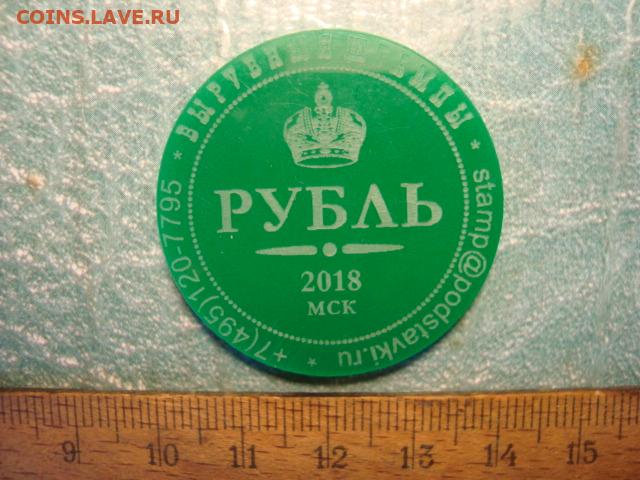 COINS.LAVE.RU
* ВЫРУБНЫЕ ШТАМПЫ *
stamp@podstavki.ru
* +7(495)120-7795
РУБЛЬ
2018
МСК
9 10 11 12 13 14 15